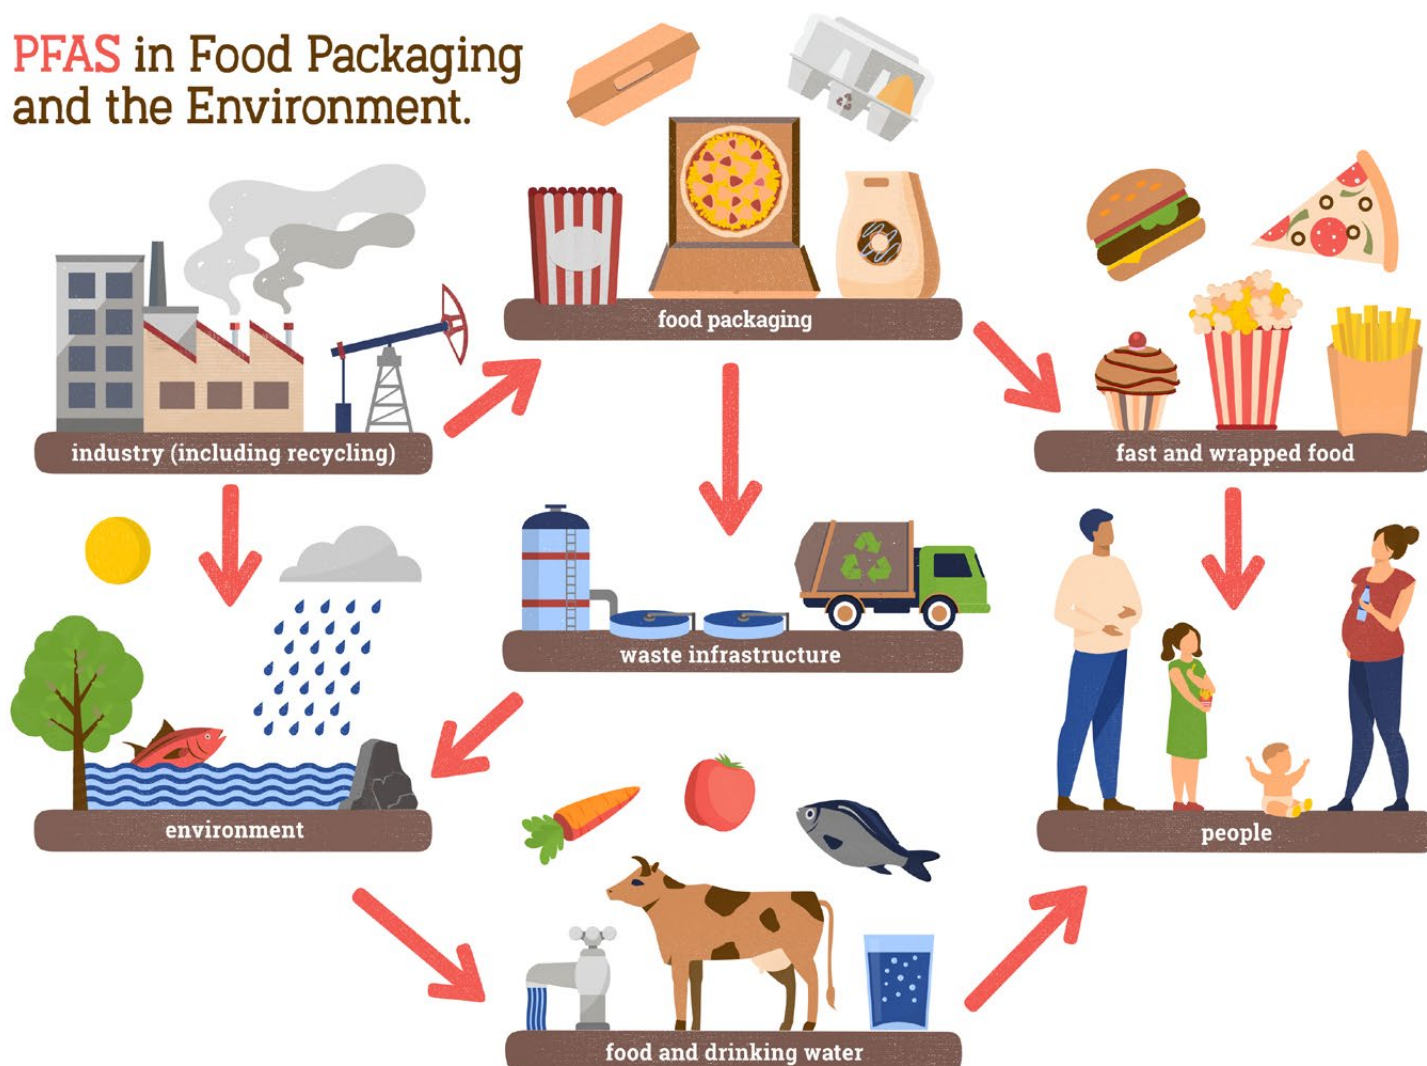 PFAS in Food Packaging
and the Environment.
food packaging
industry (including recycling)
fast and wrapped food
waste infrastructure
environment
people
food and drinking water